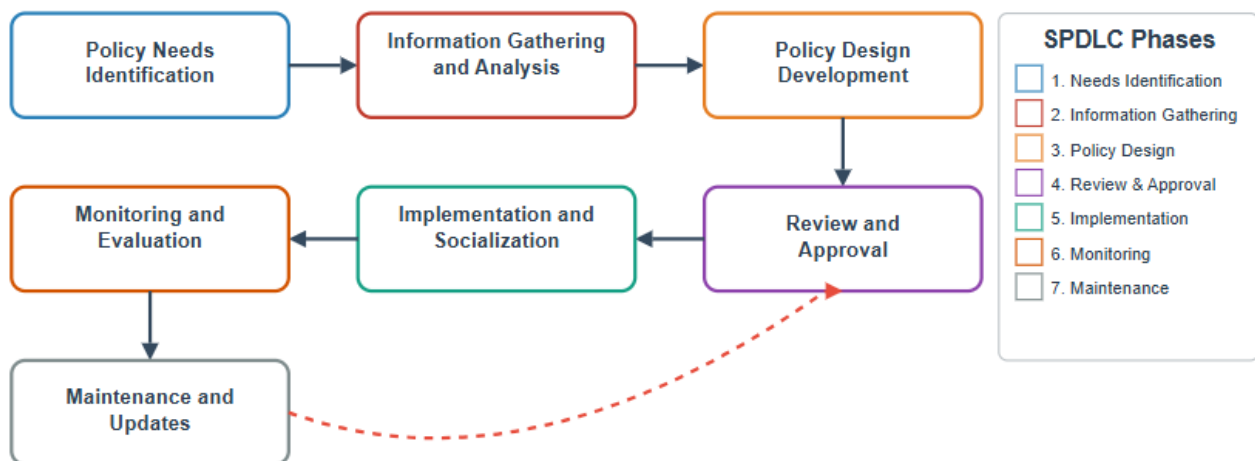 Policy Needs
Identification
Information Gathering
and Analysis
Policy Design
Development
Monitoring and
Evaluation
Implementation and
Socialization
Review and
Approval
Maintenance and
Updates
SPDLC Phases
1. Needs Identification
2. Information Gathering
3. Policy Design
4. Review & Approval
5. Implementation
6. Monitoring
7. Maintenance